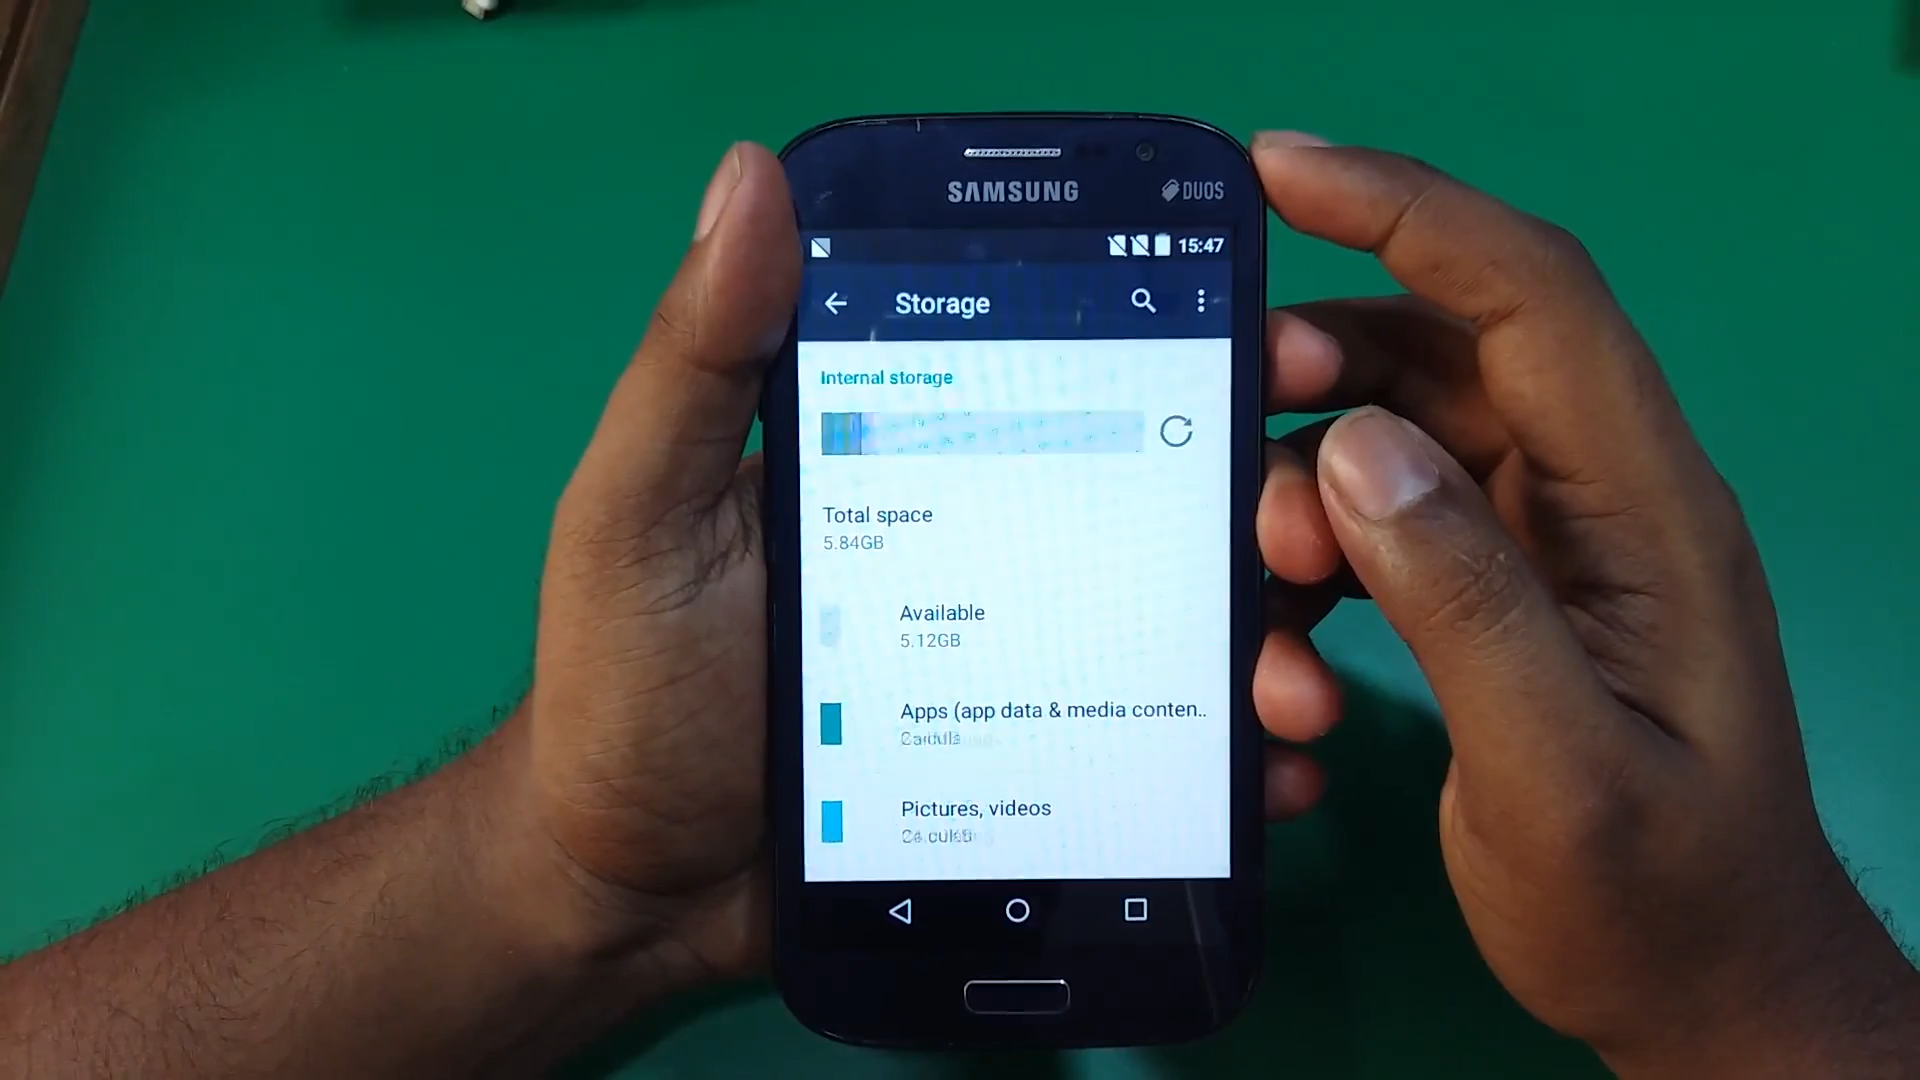 SAMSUNG
DUOS
15:47
Storage
Internal storage
Total space
5.84GB
Available
5.12GB
Apps (app data & media conten..
Pictures, videos